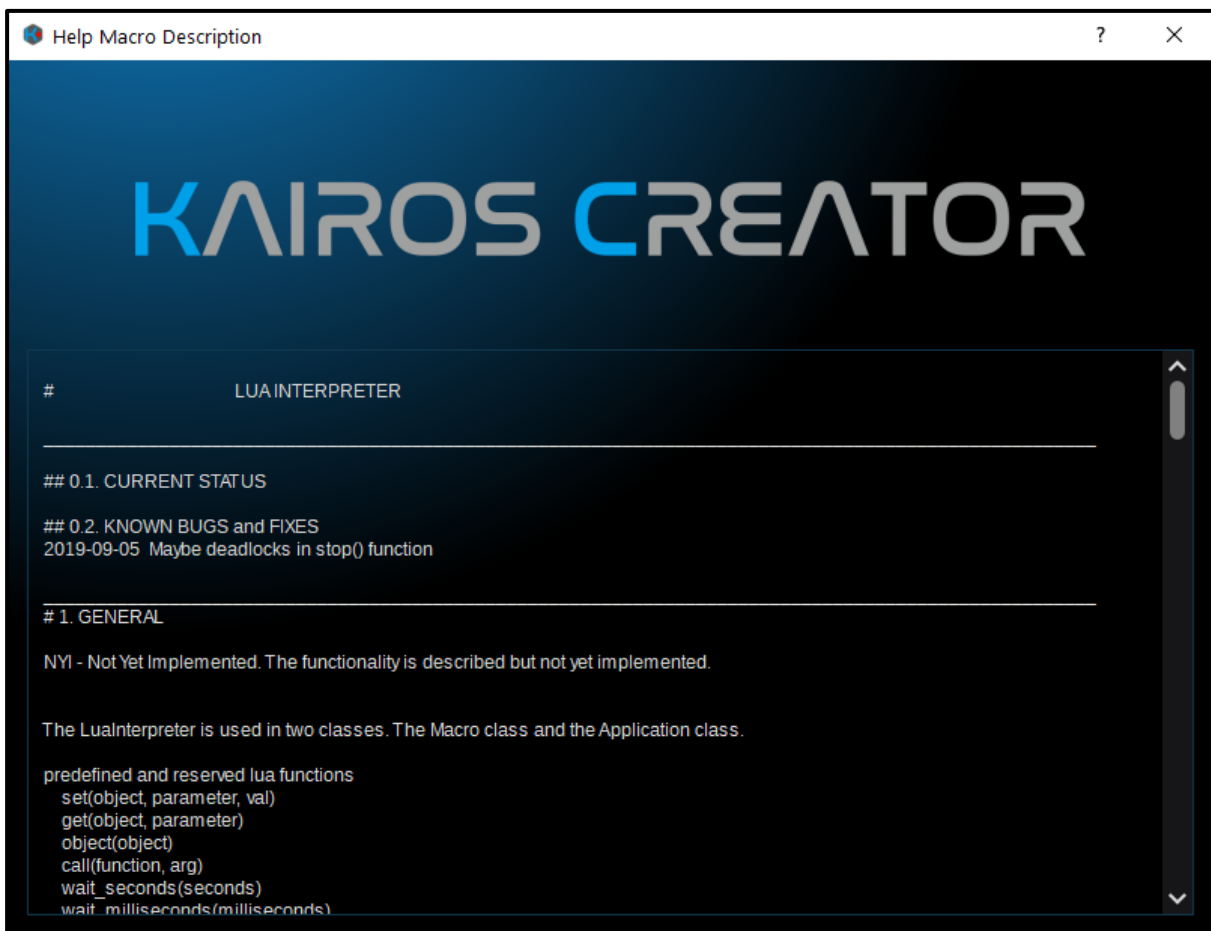 Help Macro Description
?
KAIROS CREATOR
# LUA INTERPRETER
## 0.1. CURRENT STATUS
## 0.2. KNOWN BUGS and FIXES
2019-09-05 Maybe deadlocks in stop() function
# 1. GENERAL
NYI - Not Yet Implemented. The functionality is described but not yet implemented.
The LuaInterpreter is used in two classes. The Macro class and the Application class.
predefined and reserved lua functions
set(object, parameter, val)
get(object, parameter)
object(object)
call(function, arg)
wait_seconds(seconds)
wait_milliseconds(milliseconds)